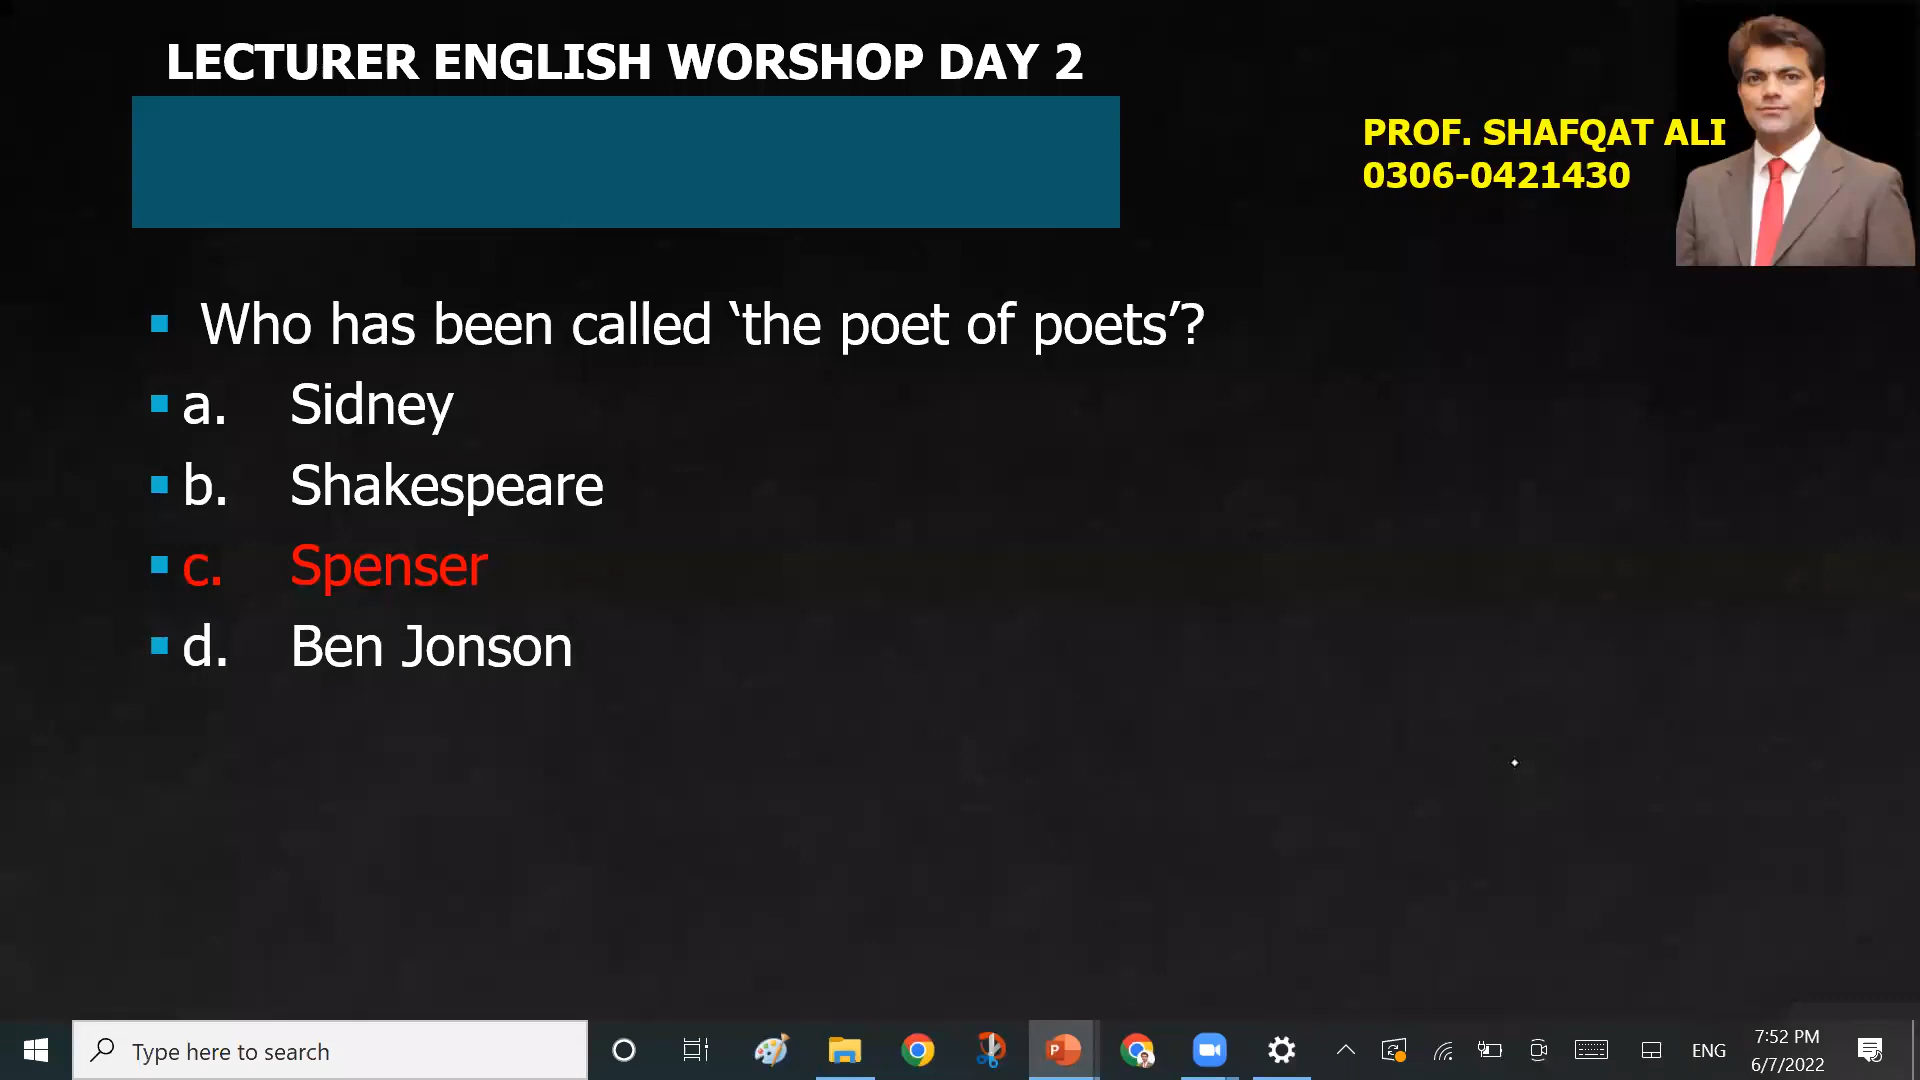 LECTURER ENGLISH WORSHOP DAY 2
PROF. SHAFQAT ALI
0306-0421430
Who has been called ‘the poet of poets’?
a. Sidney
b. Shakespeare
c. Spenser
d. Ben Jonson
Type here to search
P
ENG
7:52 PM
6/7/2022